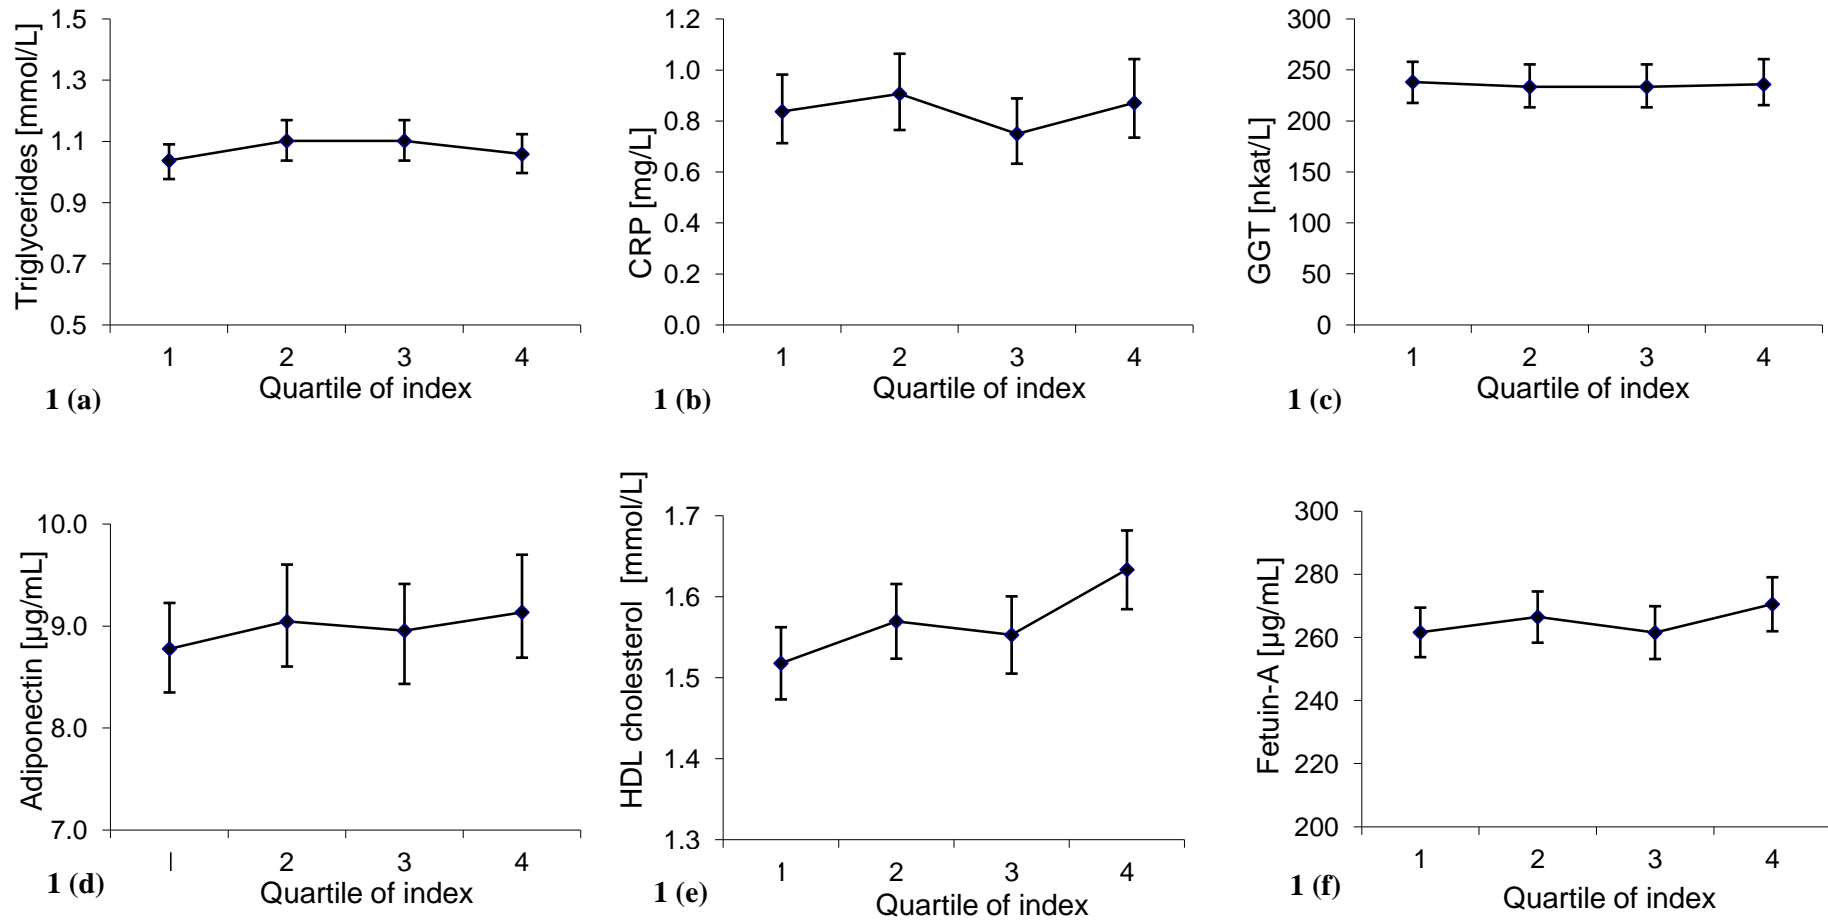 Triglycerides [mmol/L]
1.5
1.3
1.1
0.9
0.7
0.5
1 2 3 4
Quartile of index
1 (a)
CRP [mg/L]
1.2
1.0
0.8
0.6
0.4
0.2
0.0
1 2 3 4
Quartile of index
1 (b)
GGT [nkat/L]
300
250
200
150
100
50
0
1 2 3 4
Quartile of index
1 (c)
Adiponectin [µg/mL]
10.0
9.0
8.0
7.0
1 2 3 4
Quartile of index
1 (d)
HDL cholesterol [mmol/L]
1.7
1.6
1.5
1.4
1.3
1 2 3 4
Quartile of index
1 (e)
Fetuin-A [µg/mL]
300
280
260
240
220
200
1 2 3 4
Quartile of index
1 (f)